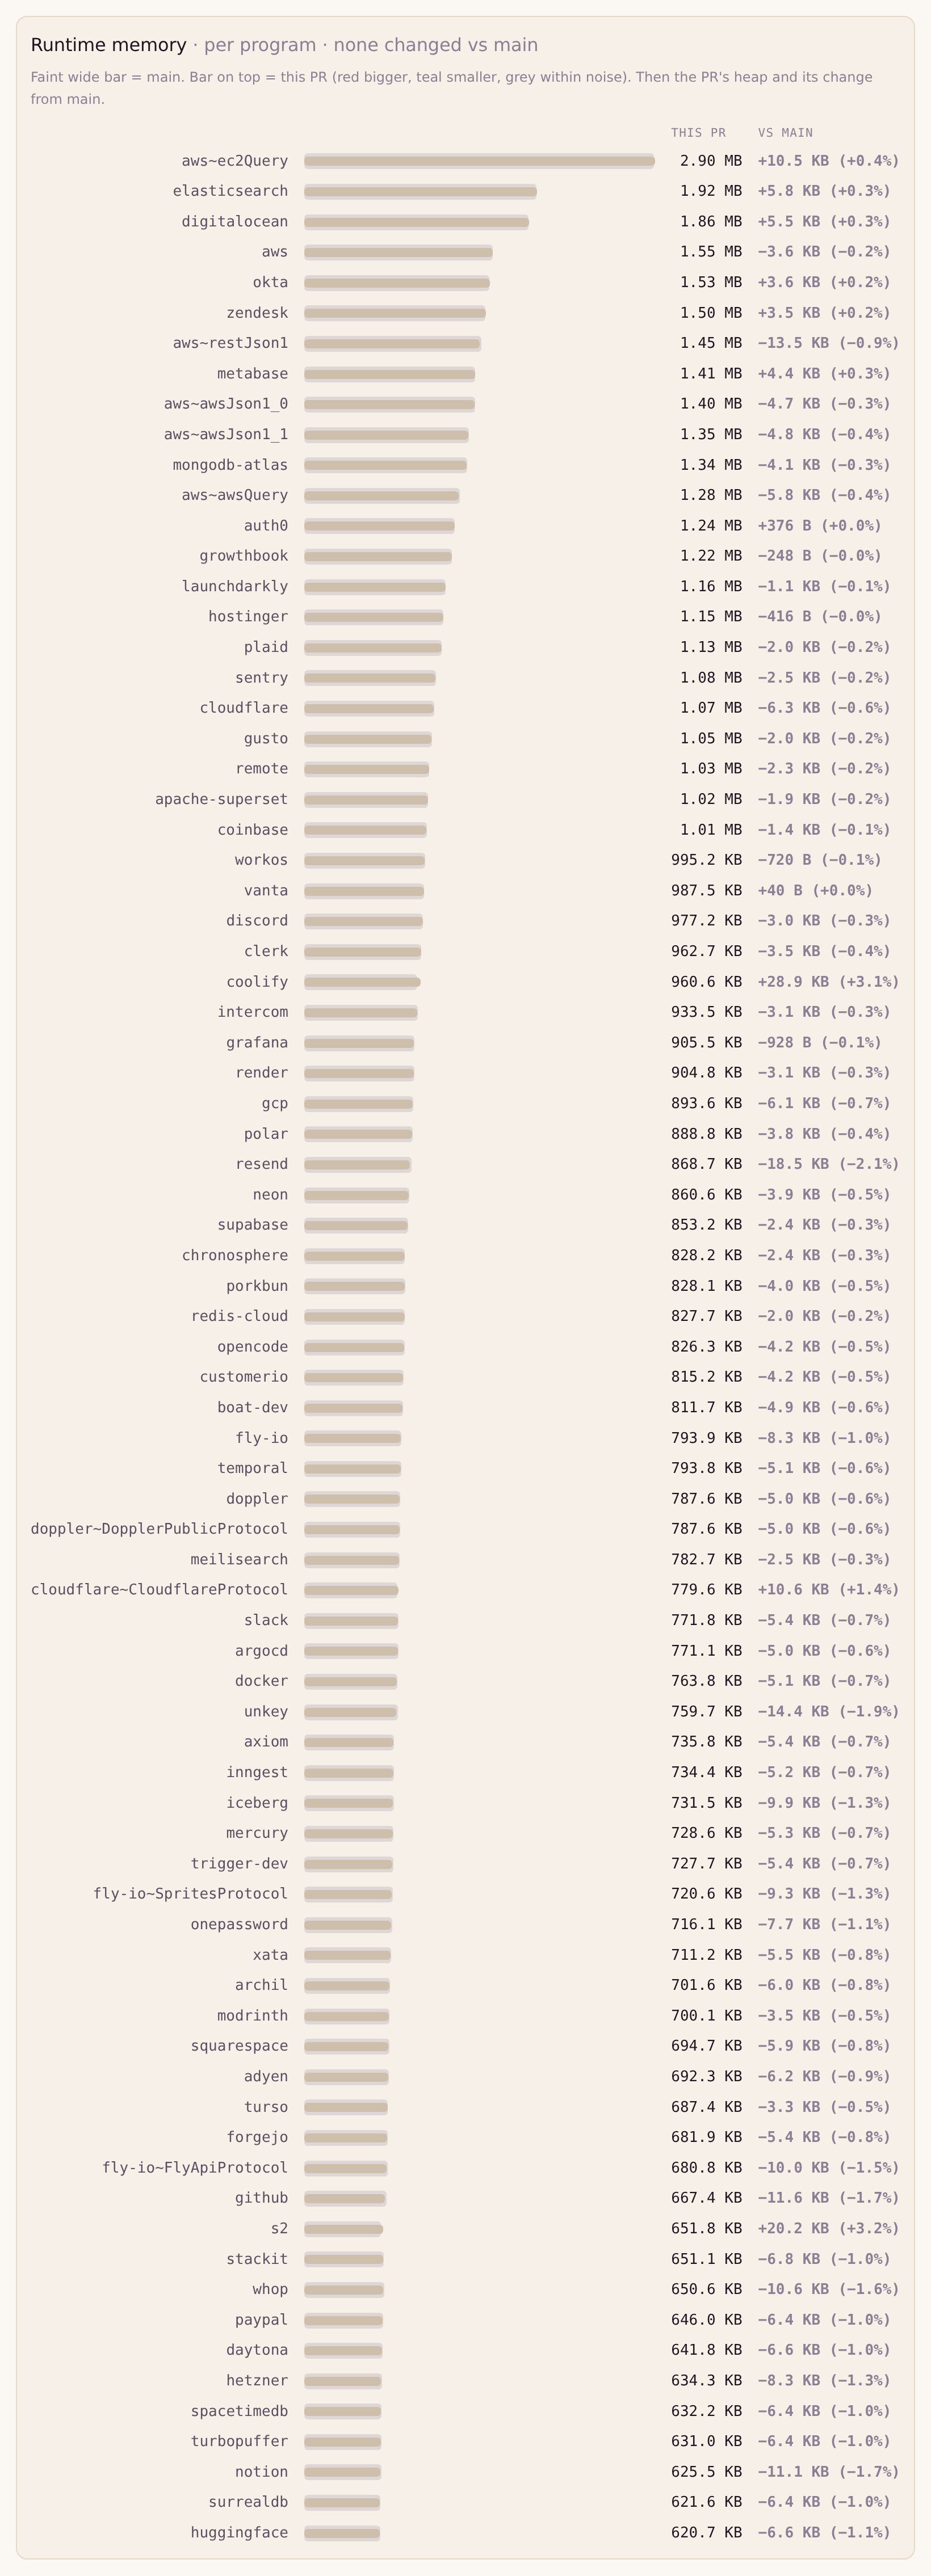 Runtime memory · per program · none changed vs main
Faint wide bar = main. Bar on top = this PR (red bigger, teal smaller, grey within noise). Then the PR's heap and its change
from main.
THIS PR VS MAIN
aws~ec2Query 2.90 MB +10.5 KB (+0.4%)
elasticsearch 1.92 MB +5.8 KB (+0.3%)
digitalocean 1.86 MB +5.5 KB (+0.3%)
aws 1.55 MB −3.6 KB (−0.2%)
okta 1.53 MB +3.6 KB (+0.2%)
zendesk 1.50 MB +3.5 KB (+0.2%)
aws~restJson1 1.45 MB −13.5 KB (−0.9%)
metabase 1.41 MB +4.4 KB (+0.3%)
aws~awsJson1_0 1.40 MB −4.7 KB (−0.3%)
aws~awsJson1_1 1.35 MB −4.8 KB (−0.4%)
mongodb-atlas 1.34 MB −4.1 KB (−0.3%)
aws~awsQuery 1.28 MB −5.8 KB (−0.4%)
auth0 1.24 MB +376 B (+0.0%)
growthbook 1.22 MB −248 B (−0.0%)
launchdarkly 1.16 MB −1.1 KB (−0.1%)
hostinger 1.15 MB −416 B (−0.0%)
plaid 1.13 MB −2.0 KB (−0.2%)
sentry 1.08 MB −2.5 KB (−0.2%)
cloudflare 1.07 MB −6.3 KB (−0.6%)
gusto 1.05 MB −2.0 KB (−0.2%)
remote 1.03 MB −2.3 KB (−0.2%)
apache-superset 1.02 MB −1.9 KB (−0.2%)
coinbase 1.01 MB −1.4 KB (−0.1%)
workos 995.2 KB −720 B (−0.1%)
vanta 987.5 KB +40 B (+0.0%)
discord 977.2 KB −3.0 KB (−0.3%)
clerk 962.7 KB −3.5 KB (−0.4%)
coolify 960.6 KB +28.9 KB (+3.1%)
intercom 933.5 KB −3.1 KB (−0.3%)
grafana 905.5 KB −928 B (−0.1%)
render 904.8 KB −3.1 KB (−0.3%)
gcp 893.6 KB −6.1 KB (−0.7%)
polar 888.8 KB −3.8 KB (−0.4%)
resend 868.7 KB −18.5 KB (−2.1%)
neon 860.6 KB −3.9 KB (−0.5%)
supabase 853.2 KB −2.4 KB (−0.3%)
chronosphere 828.2 KB −2.4 KB (−0.3%)
porkbun 828.1 KB −4.0 KB (−0.5%)
redis-cloud 827.7 KB −2.0 KB (−0.2%)
opencode 826.3 KB −4.2 KB (−0.5%)
customerio 815.2 KB −4.2 KB (−0.5%)
boat-dev 811.7 KB −4.9 KB (−0.6%)
fly-io 793.9 KB −8.3 KB (−1.0%)
temporal 793.8 KB −5.1 KB (−0.6%)
doppler 787.6 KB −5.0 KB (−0.6%)
doppler~DopplerPublicProtocol 787.6 KB −5.0 KB (−0.6%)
meilisearch 782.7 KB −2.5 KB (−0.3%)
cloudflare~CloudflareProtocol 779.6 KB +10.6 KB (+1.4%)
slack 771.8 KB −5.4 KB (−0.7%)
argocd 771.1 KB −5.0 KB (−0.6%)
docker 763.8 KB −5.1 KB (−0.7%)
unkey 759.7 KB −14.4 KB (−1.9%)
axiom 735.8 KB −5.4 KB (−0.7%)
inngest 734.4 KB −5.2 KB (−0.7%)
iceberg 731.5 KB −9.9 KB (−1.3%)
mercury 728.6 KB −5.3 KB (−0.7%)
trigger-dev 727.7 KB −5.4 KB (−0.7%)
fly-io~SpritesProtocol 720.6 KB −9.3 KB (−1.3%)
onepassword 716.1 KB −7.7 KB (−1.1%)
xata 711.2 KB −5.5 KB (−0.8%)
archil 701.6 KB −6.0 KB (−0.8%)
modrinth 700.1 KB −3.5 KB (−0.5%)
squarespace 694.7 KB −5.9 KB (−0.8%)
adyen 692.3 KB −6.2 KB (−0.9%)
turso 687.4 KB −3.3 KB (−0.5%)
forgejo 681.9 KB −5.4 KB (−0.8%)
fly-io~FlyApiProtocol 680.8 KB −10.0 KB (−1.5%)
github 667.4 KB −11.6 KB (−1.7%)
s2 651.8 KB +20.2 KB (+3.2%)
stackit 651.1 KB −6.8 KB (−1.0%)
whop 650.6 KB −10.6 KB (−1.6%)
paypal 646.0 KB −6.4 KB (−1.0%)
daytona 641.8 KB −6.6 KB (−1.0%)
hetzner 634.3 KB −8.3 KB (−1.3%)
spacetimedb 632.2 KB −6.4 KB (−1.0%)
turbopuffer 631.0 KB −6.4 KB (−1.0%)
notion 625.5 KB −11.1 KB (−1.7%)
surrealdb 621.6 KB −6.4 KB (−1.0%)
huggingface 620.7 KB −6.6 KB (−1.1%)